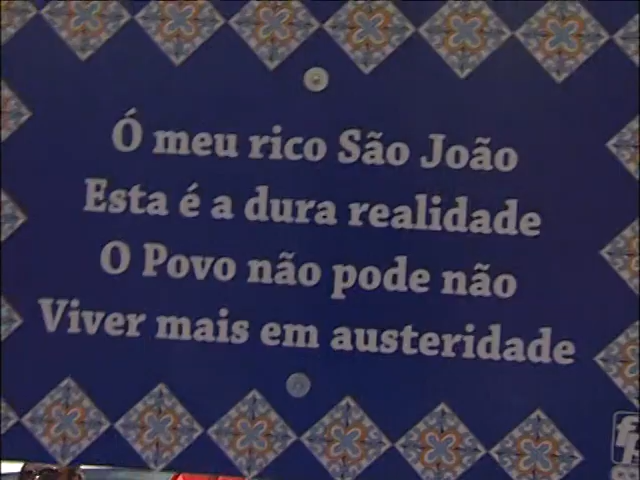 Ó meu rico São João
Esta é a dura realidade
O Povo não pode não
Viver mais em austeridade